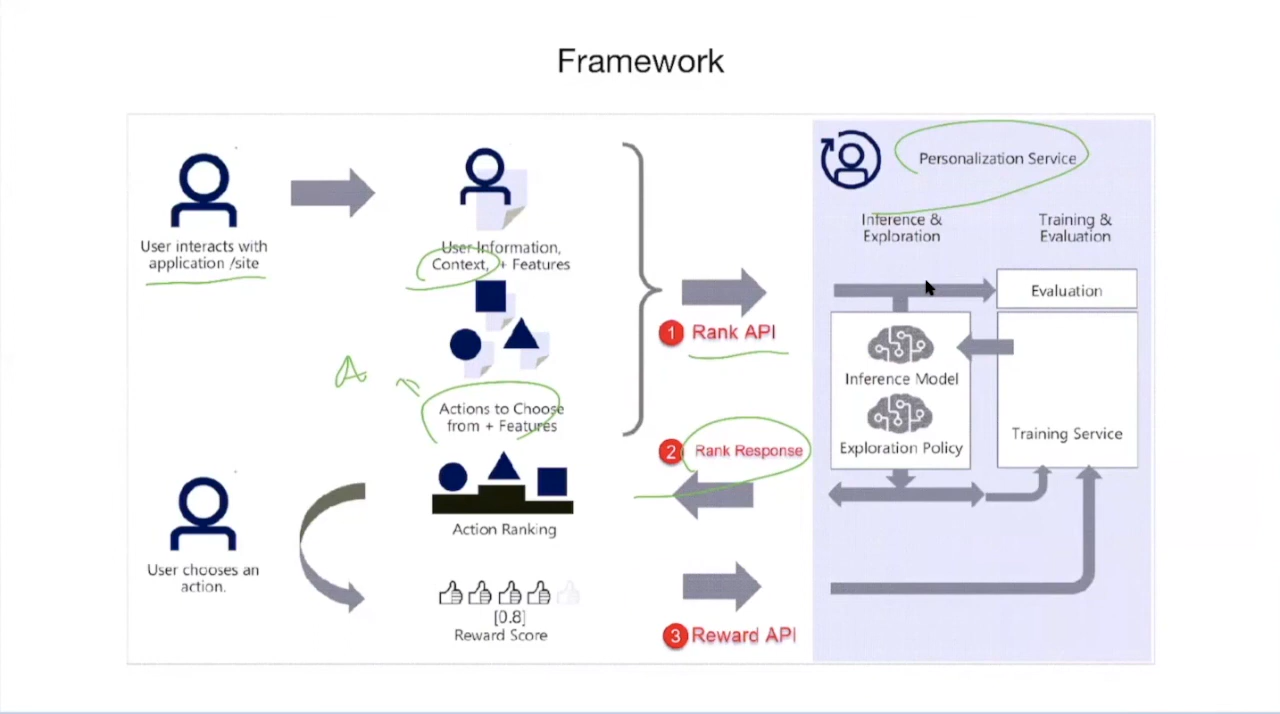 Framework
User interacts with
application /site
User Information,
Context, + Features
Actions to Choose
from + Features
1 Rank API
2 Rank Response
Action Ranking
User chooses an
action.
[0.8]
Reward Score
3 Reward API
Personalization Service
Inference &
Exploration
Training &
Evaluation
Evaluation
Inference Model
Exploration Policy
Training Service
A